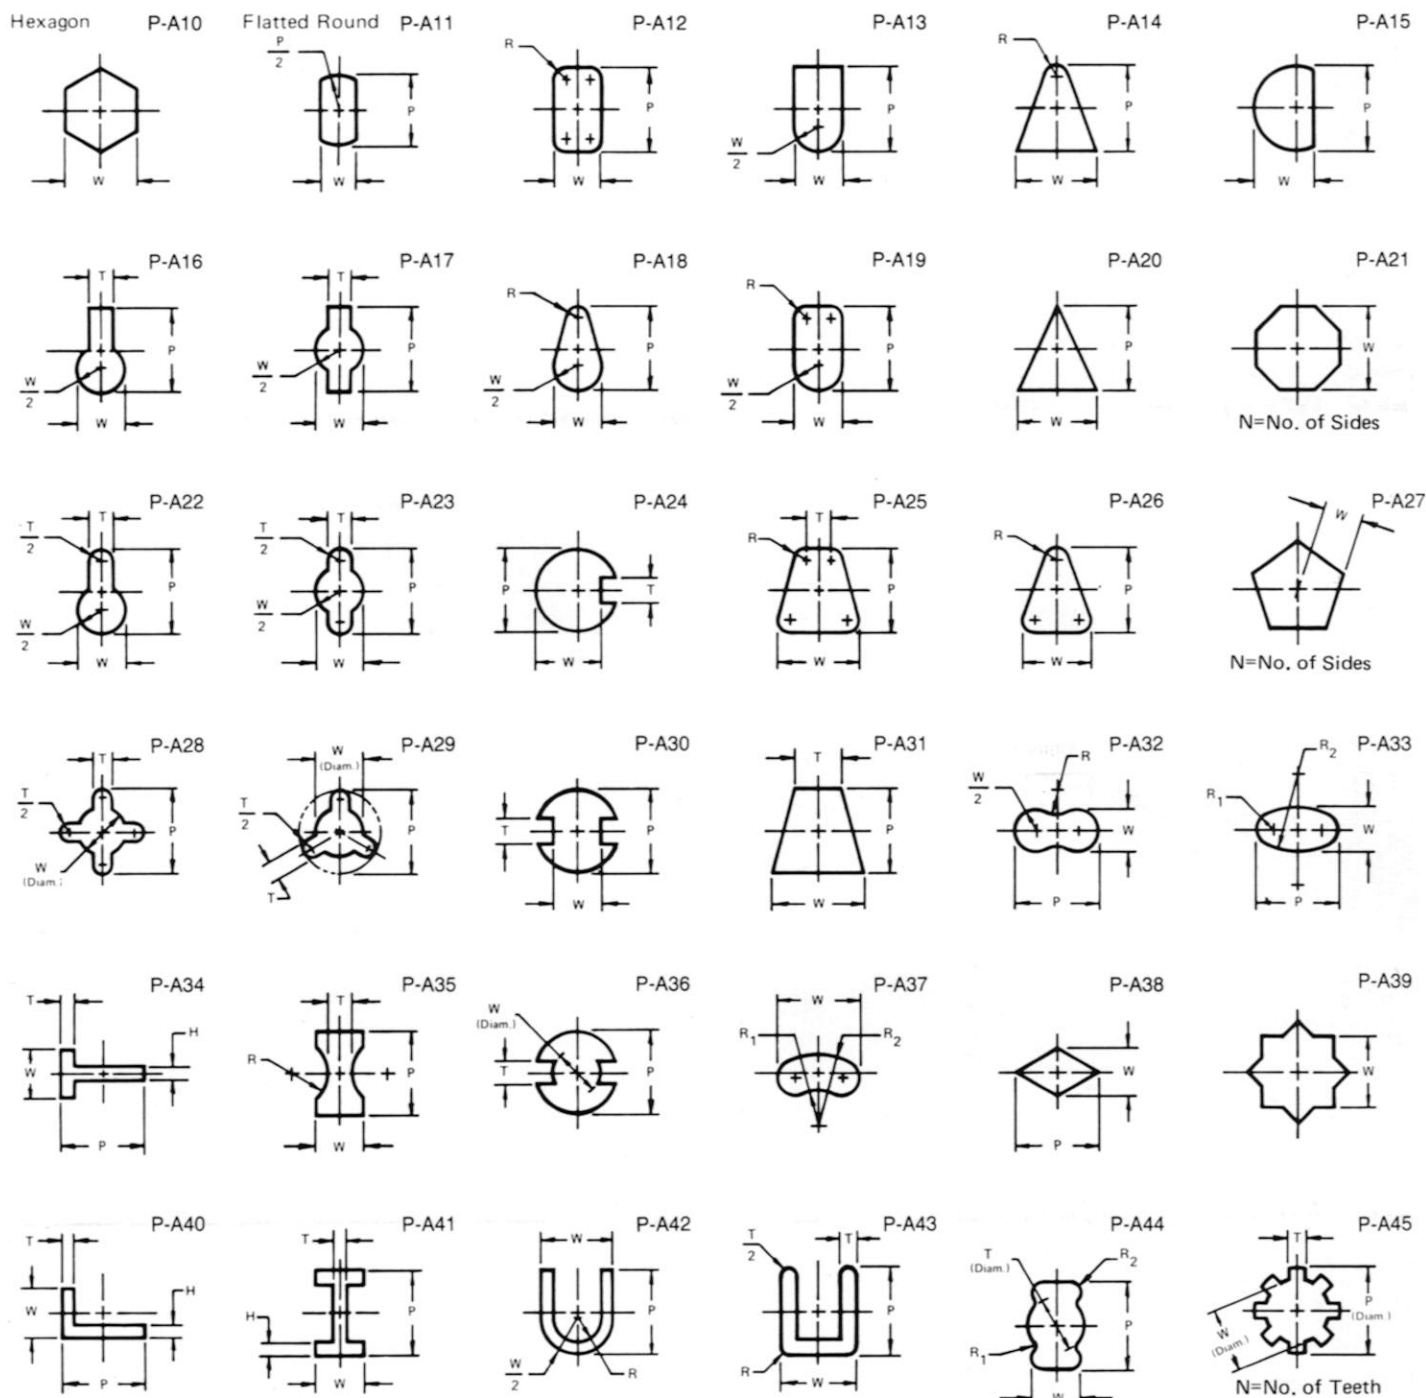 Hexagon P-A10
Flatted Round P-A11
P-A12
P-A13
P-A14
P-A15
W
P
2
P
W
R
P
W
P
W
2
W
R
P
W
P
W
P-A16
P-A17
P-A18
P-A19
P-A20
P-A21
T
P
W
2
W
T
P
W
2
W
R
P
W
2
W
R
P
W
2
W
P
W
W
N=No. of Sides
P-A22
P-A23
P-A24
P-A25
P-A26
P-A27
T
T
2
P
W
2
W
T
T
2
P
W
2
W
P
T
W
T
R
P
W
R
P
W
W
N=No. of Sides
P-A28
P-A29
P-A30
P-A31
P-A32
P-A33
T
T
2
P
W
(Diam.)
W
(Diam.)
T
2
P
T
T
P
W
T
P
W
R
W
2
W
P
R2
R1
W
P
P-A34
P-A35
P-A36
P-A37
P-A38
P-A39
T
H
W
P
T
R
P
W
W
(Diam.)
T
P
W
R1
R2
W
P
W
P-A40
P-A41
P-A42
P-A43
P-A44
P-A45
T
H
W
P
T
H
P
W
W
P
W
2
R
T
T
2
P
R
W
T
(Diam.)
R2
P
R1
W
T
P
(Diam.)
W
(Diam.)
N=No. of Teeth